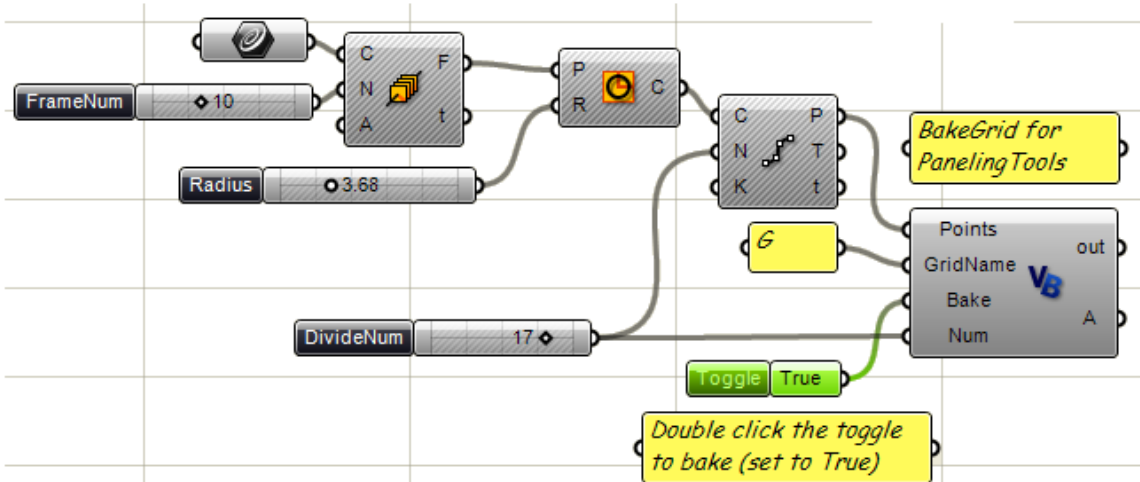 C
N
A
F
t
FrameNum
10
P
R
C
Radius
3.68
C
N
K
P
T
t
BakeGrid for
PanelingTools
G
Points
GridName
Bake
Num
VB
out
A
DivideNum
17
Toggle
True
Double click the toggle
to bake (set to True)